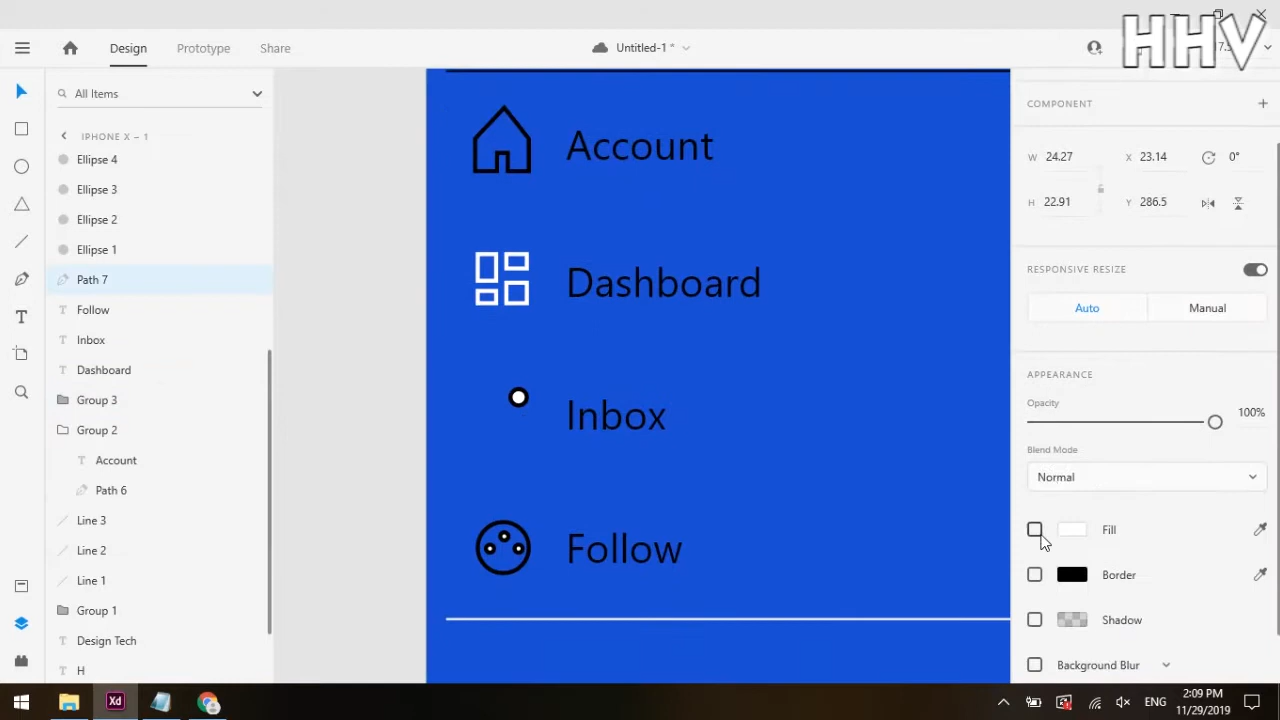 Design
Prototype
Share
Untitled-1 *
HHV
7.5
All Items
IPHONE X – 1
Ellipse 4
Ellipse 3
Ellipse 2
Ellipse 1
Path 7
Follow
Inbox
Dashboard
Group 3
Group 2
Account
Path 6
Line 3
Line 2
Line 1
Group 1
Design Tech
H
Account
Dashboard
Inbox
Follow
COMPONENT
W 24.27 X 23.14 0°
H 22.91 Y 286.5
RESPONSIVE RESIZE
Auto Manual
APPEARANCE
Opacity
100%
Blend Mode
Normal
Fill
Border
Shadow
Background Blur
Xd
ENG
2:09 PM
11/29/2019